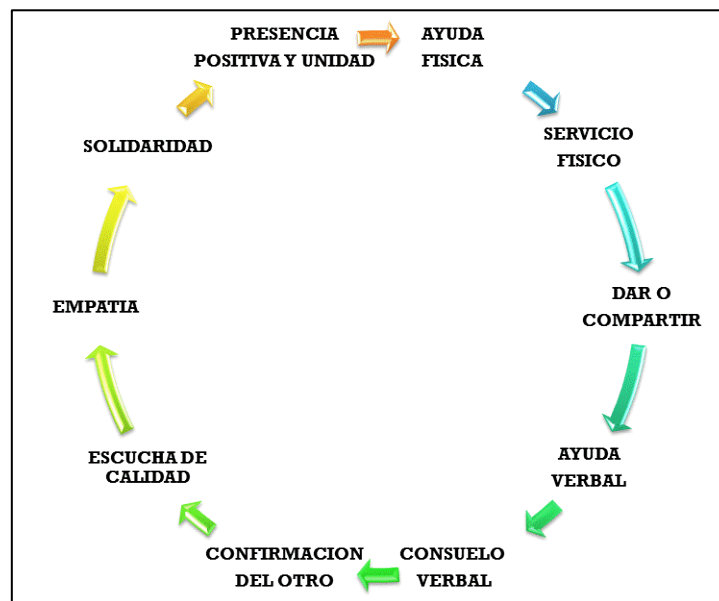 PRESENCIA
POSITIVA Y UNIDAD
AYUDA
FISICA
SERVICIO
FISICO
DAR O
COMPARTIR
AYUDA
VERBAL
CONSUELO
VERBAL
CONFIRMACION
DEL OTRO
ESCUCHA DE
CALIDAD
EMPATIA
SOLIDARIDAD